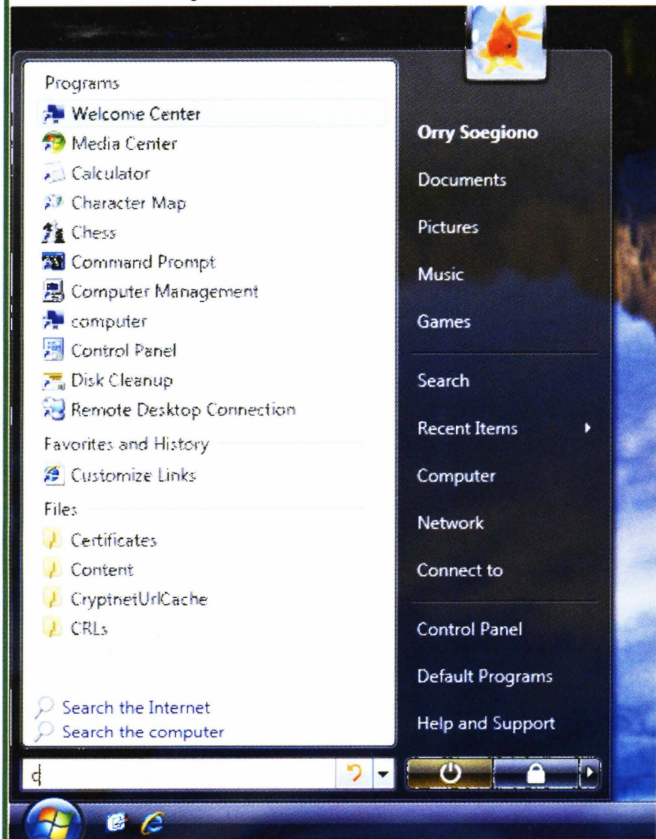 Programs
Welcome Center
Media Center
Calculator
Character Map
Chess
Command Prompt
Computer Management
computer
Control Panel
Disk Cleanup
Remote Desktop Connection
Favorites and History
Customize Links
Files
Certificates
Content
CryptnetUrlCache
CRLs
Search the Internet
Search the computer
c
Orry Soegiono
Documents
Pictures
Music
Games
Search
Recent Items
Computer
Network
Connect to
Control Panel
Default Programs
Help and Support